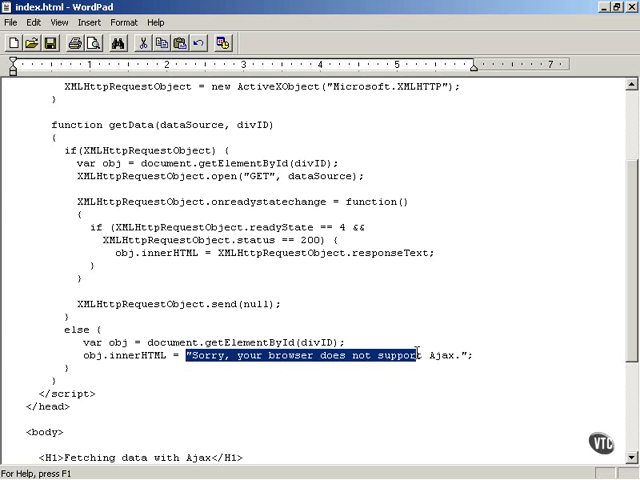 index.html - WordPad
File Edit View Insert Format Help
1 2 3 4 5 7
XMLHttpRequestObject = new ActiveXObject("Microsoft.XMLHTTP");
}
function getData(dataSource, divID)
{
if(XMLHttpRequestObject) {
var obj = document.getElementById(divID);
XMLHttpRequestObject.open("GET", dataSource);
XMLHttpRequestObject.onreadystatechange = function()
{
if (XMLHttpRequestObject.readyState == 4 &&
XMLHttpRequestObject.status == 200) {
obj.innerHTML = XMLHttpRequestObject.responseText;
}
}
XMLHttpRequestObject.send(null);
}
else {
var obj = document.getElementById(divID);
obj.innerHTML = "Sorry, your browser does not support Ajax.";
}
}
</script>
</head>
<body>
<H1>Fetching data with Ajax</H1>
VTC
For Help, press F1